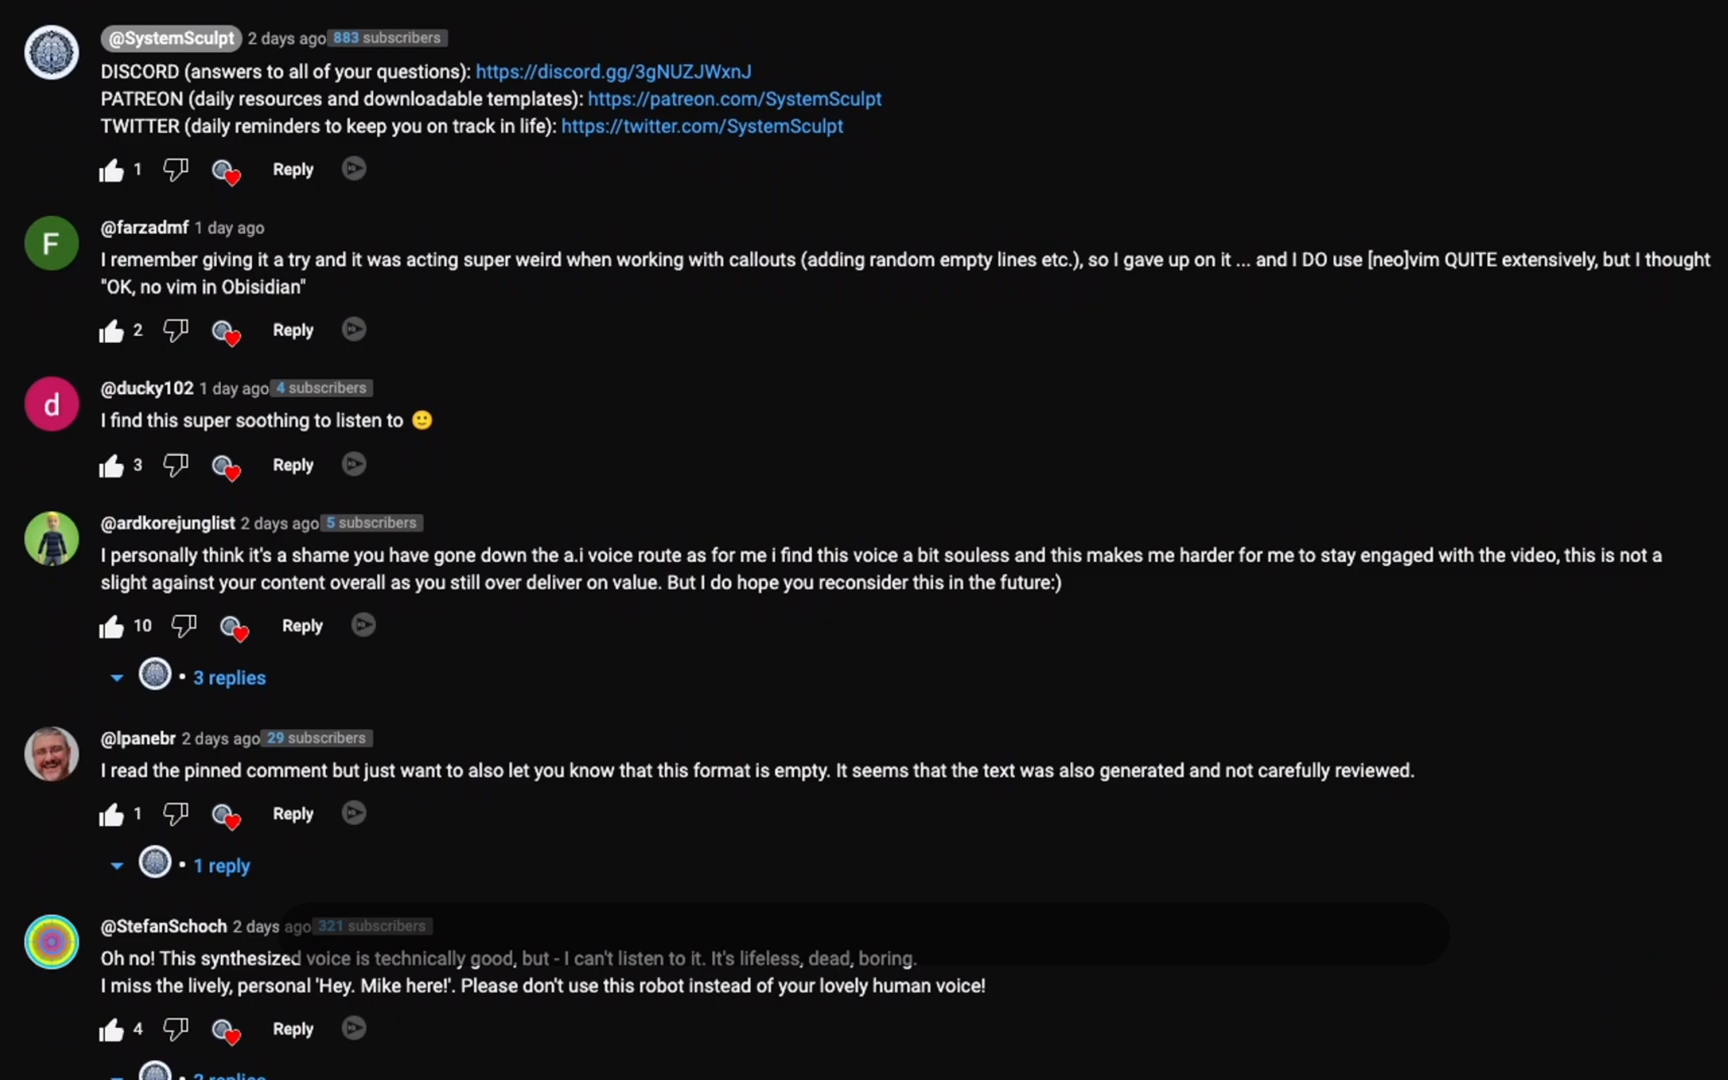 @SystemSculpt 2 days ago 883 subscribers
DISCORD (answers to all of your questions): https://discord.gg/3gNUZJWxnJ
PATREON (daily resources and downloadable templates): https://patreon.com/SystemSculpt
TWITTER (daily reminders to keep you on track in life): https://twitter.com/SystemSculpt
1 Reply
F
@farzadmf 1 day ago
I remember giving it a try and it was acting super weird when working with callouts (adding random empty lines etc.), so I gave up on it ... and I DO use [neo]vim QUITE extensively, but I thought
"OK, no vim in Obisidian"
2 Reply
d
@ducky102 1 day ago 4 subscribers
I find this super soothing to listen to 🙂
3 Reply
@ardkorejunglist 2 days ago 5 subscribers
I personally think it's a shame you have gone down the a.i voice route as for me i find this voice a bit souless and this makes me harder for me to stay engaged with the video, this is not a
slight against your content overall as you still over deliver on value. But I do hope you reconsider this in the future:)
10 Reply
• 3 replies
@lpanebr 2 days ago 29 subscribers
I read the pinned comment but just want to also let you know that this format is empty. It seems that the text was also generated and not carefully reviewed.
1 Reply
• 1 reply
@StefanSchoch 2 days ago 321 subscribers
Oh no! This synthesized voice is technically good, but - I can't listen to it. It's lifeless, dead, boring.
I miss the lively, personal 'Hey. Mike here!'. Please don't use this robot instead of your lovely human voice!
4 Reply
• replies